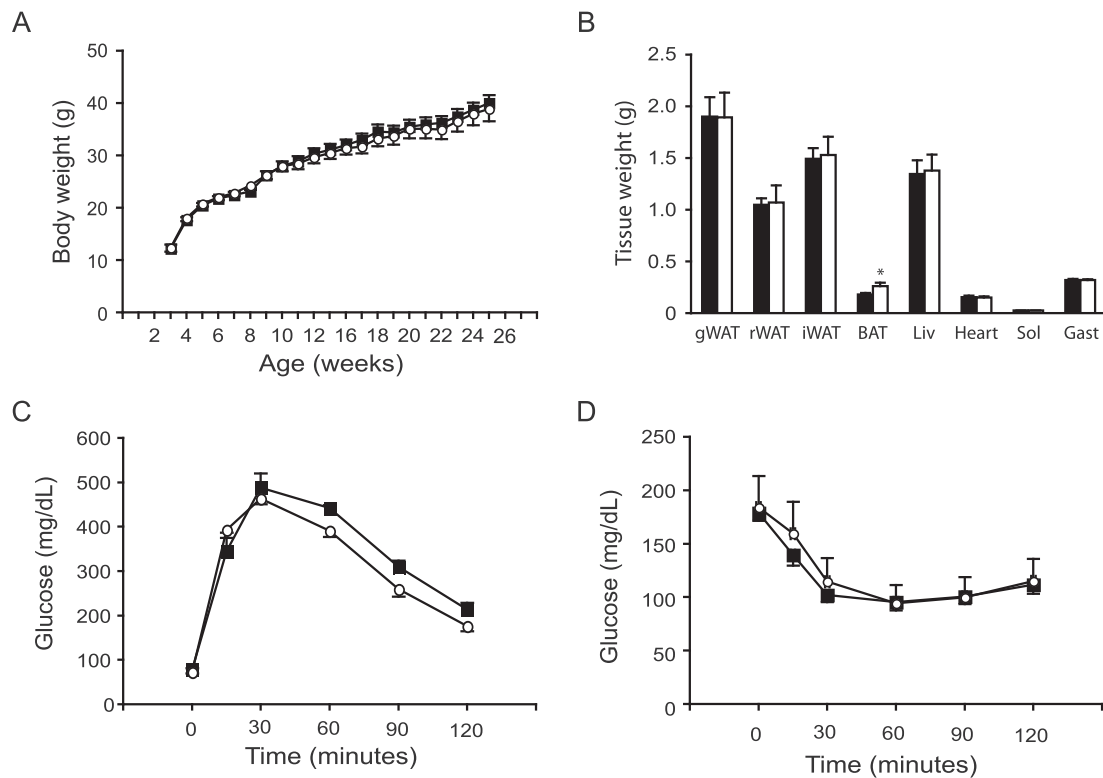 A
50
40
30
20
10
0
Body weight (g)
2 4 6 8 10 12 14 16 18 20 22 24 26
Age (weeks)
B
2.5
2.0
1.5
1.0
0.5
0
Tissue weight (g)
*
gWAT rWAT iWAT BAT Liv Heart Sol Gast
C
600
500
400
300
200
100
0
Glucose (mg/dL)
0 30 60 90 120
Time (minutes)
D
250
200
150
100
50
0
Glucose (mg/dL)
0 30 60 90 120
Time (minutes)